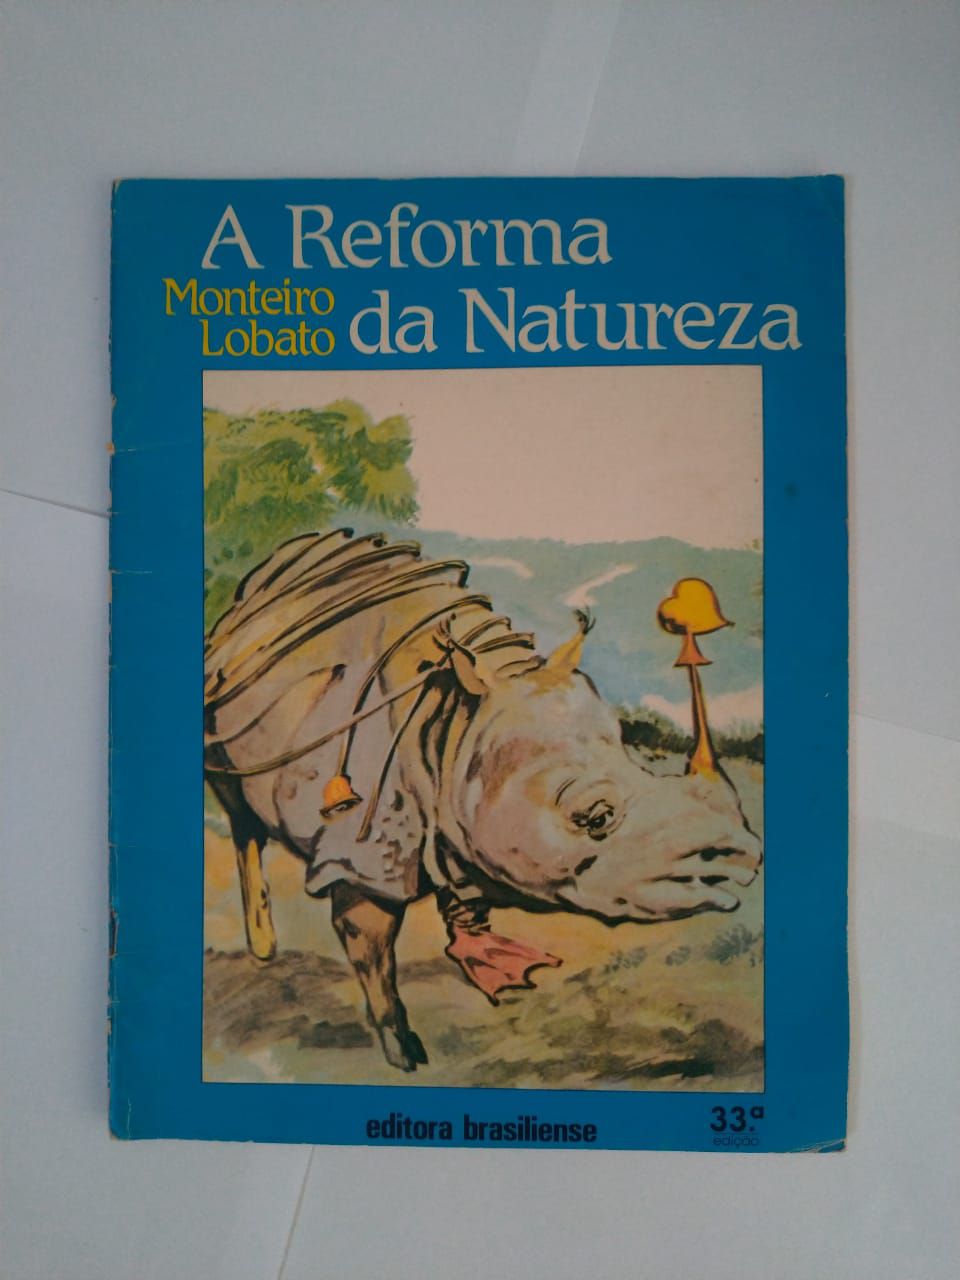 A Reforma
Monteiro
Lobato
da Natureza
editora brasiliense
33.ª
edição